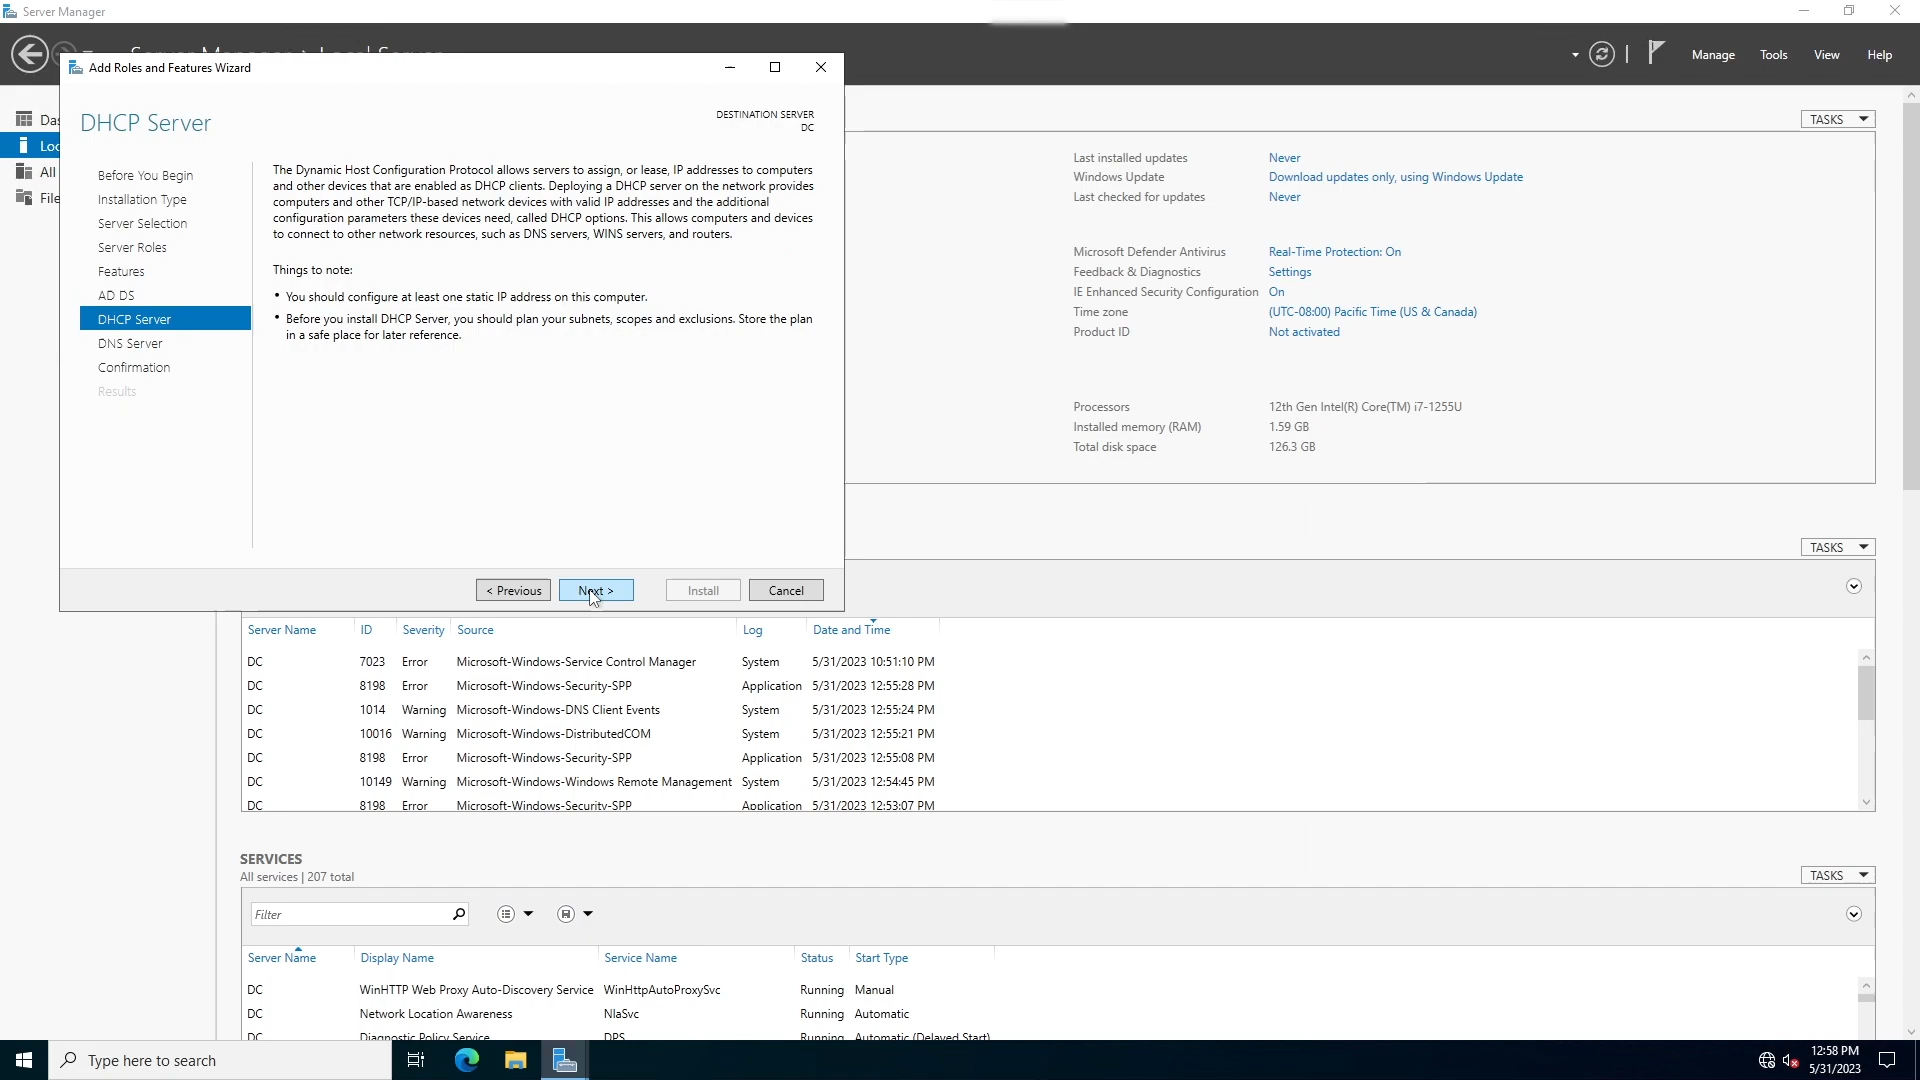 Server Manager
Add Roles and Features Wizard
Manage
Tools
View
Help
DHCP Server
DESTINATION SERVER
DC
Before You Begin
Installation Type
Server Selection
Server Roles
Features
AD DS
DHCP Server
DNS Server
Confirmation
Results
The Dynamic Host Configuration Protocol allows servers to assign, or lease, IP addresses to computers
and other devices that are enabled as DHCP clients. Deploying a DHCP server on the network provides
computers and other TCP/IP-based network devices with valid IP addresses and the additional
configuration parameters these devices need, called DHCP options. This allows computers and devices
to connect to other network resources, such as DNS servers, WINS servers, and routers.
Things to note:
• You should configure at least one static IP address on this computer.
• Before you install DHCP Server, you should plan your subnets, scopes and exclusions. Store the plan
in a safe place for later reference.
< Previous
Next >
Install
Cancel
All
TASKS
Last installed updates Never
Windows Update Download updates only, using Windows Update
Last checked for updates Never
Microsoft Defender Antivirus Real-Time Protection: On
Feedback & Diagnostics Settings
IE Enhanced Security Configuration On
Time zone (UTC-08:00) Pacific Time (US & Canada)
Product ID Not activated
Processors 12th Gen Intel(R) Core(TM) i7-1255U
Installed memory (RAM) 1.59 GB
Total disk space 126.3 GB
TASKS
Server Name ID Severity Source Log Date and Time
DC 7023 Error Microsoft-Windows-Service Control Manager System 5/31/2023 10:51:10 PM
DC 8198 Error Microsoft-Windows-Security-SPP Application 5/31/2023 12:55:28 PM
DC 1014 Warning Microsoft-Windows-DNS Client Events System 5/31/2023 12:55:24 PM
DC 10016 Warning Microsoft-Windows-DistributedCOM System 5/31/2023 12:55:21 PM
DC 8198 Error Microsoft-Windows-Security-SPP Application 5/31/2023 12:55:08 PM
DC 10149 Warning Microsoft-Windows-Windows Remote Management System 5/31/2023 12:54:45 PM
DC 8198 Error Microsoft-Windows-Security-SPP Application 5/31/2023 12:53:07 PM
SERVICES
All services | 207 total
TASKS
Filter
Server Name Display Name Service Name Status Start Type
DC WinHTTP Web Proxy Auto-Discovery Service WinHttpAutoProxySvc Running Manual
DC Network Location Awareness NlaSvc Running Automatic
DC Diagnostic Policy Service DPS Running Automatic (Delayed Start)
Type here to search
12:58 PM
5/31/2023